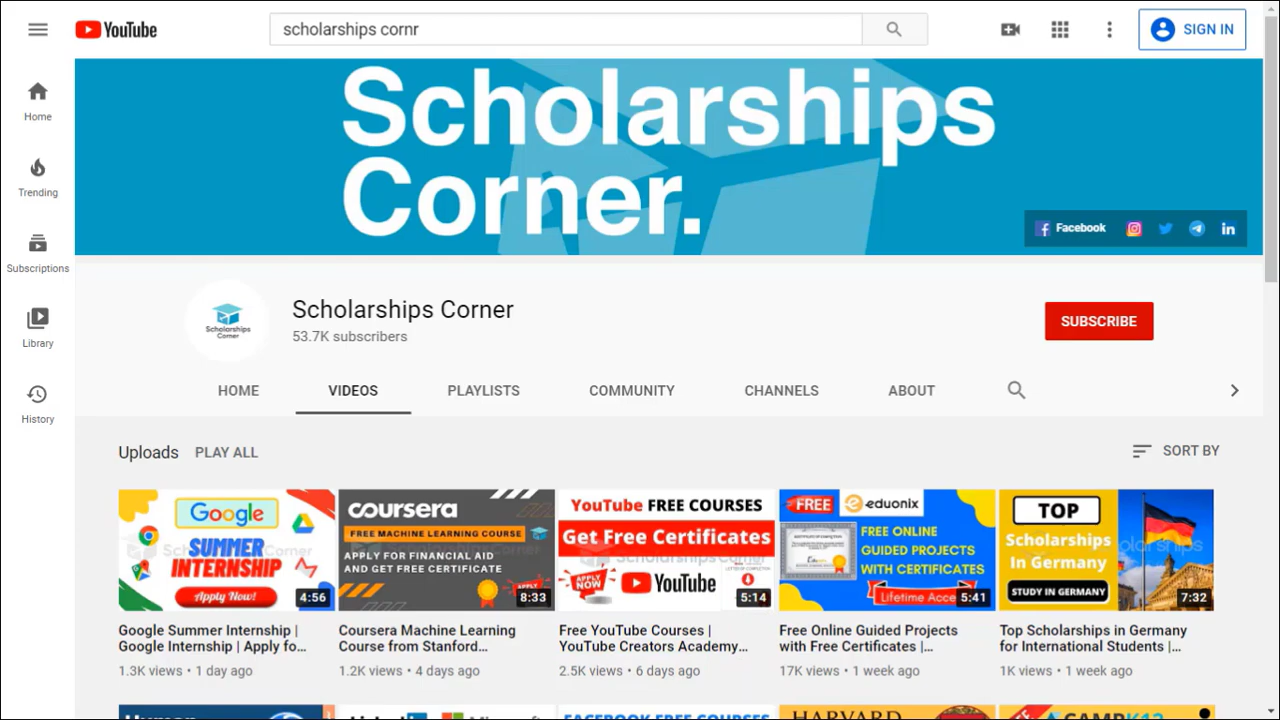 YouTube
scholarships cornr
SIGN IN
Home
Trending
Subscriptions
Library
History
Scholarships
Corner.
Facebook
Scholarships
Corner
Scholarships Corner
53.7K subscribers
SUBSCRIBE
HOME VIDEOS PLAYLISTS COMMUNITY CHANNELS ABOUT
Uploads PLAY ALL SORT BY
Google
SUMMER
INTERNSHIP
Apply Now!
4:56
coursera
FREE MACHINE LEARNING COURSE
APPLY FOR FINANCIAL AID
AND GET FREE CERTIFICATE
8:33
YouTube FREE COURSES
Get Free Certificates
APPLY
NOW
YouTube
5:14
FREE eduonix
FREE ONLINE
GUIDED PROJECTS
WITH CERTIFICATES
Lifetime Acce
5:41
TOP
Scholarships
In Germany
STUDY IN GERMANY
7:32
Google Summer Internship |
Google Internship | Apply fo...
1.3K views • 1 day ago
Coursera Machine Learning
Course from Stanford...
1.2K views • 4 days ago
Free YouTube Courses |
YouTube Creators Academy...
2.5K views • 6 days ago
Free Online Guided Projects
with Free Certificates |...
17K views • 1 week ago
Top Scholarships in Germany
for International Students |...
1K views • 1 week ago
FACEBOOK FREE COURSES
HARVARD